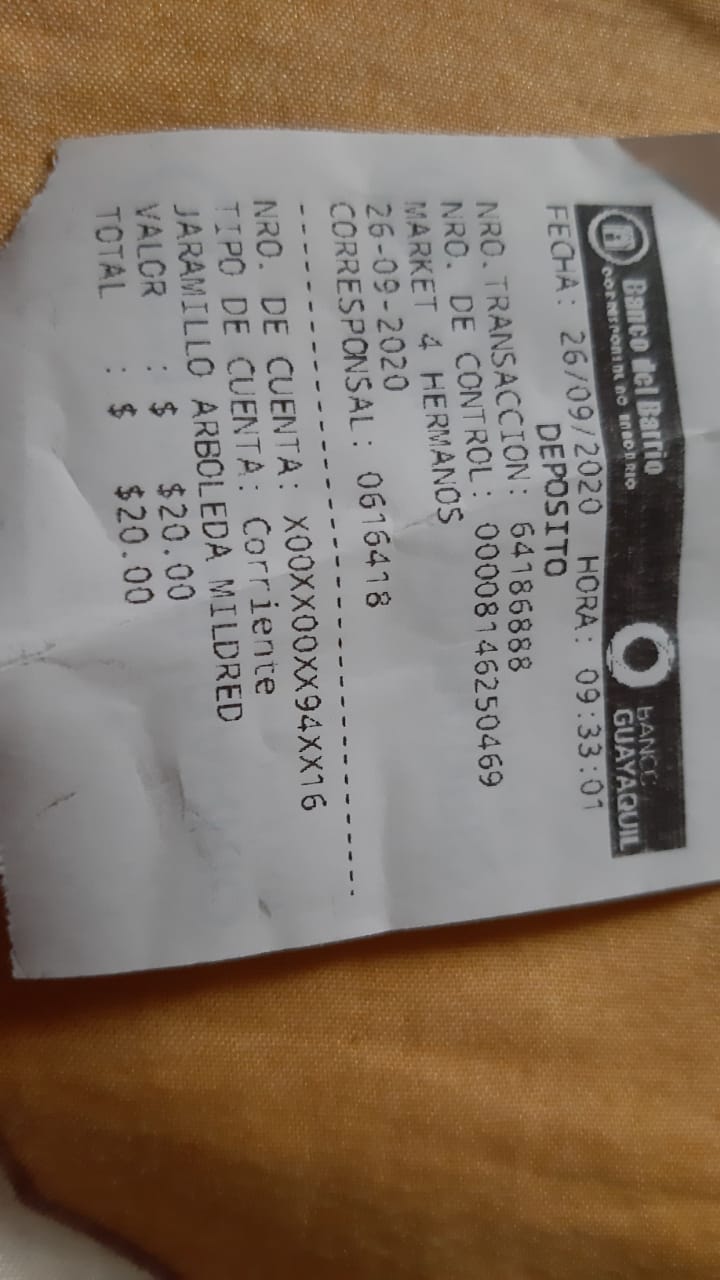 Banco del Barrio
CORRESPONSAL NO BANCARIO
BANCO
GUAYAQUIL
FECHA: 26/09/2020 HORA: 09:33:01
DEPOSITO
NRO.TRANSACCION: 64186888
NRO. DE CONTROL: 00008146250469
MARKET 4 HERMANOS
26-09-2020
CORRESPONSAL: 0616418
--------------------------------
NRO. DE CUENTA: X00XX00XX94XX16
TIPO DE CUENTA: Corriente
JARAMILLO ARBOLEDA MILDRED
VALOR : $ $20.00
TOTAL : $ $20.00